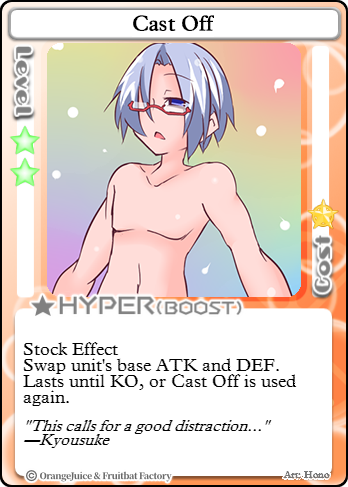 Cast Off
Level
Cost
HYPER(BOOST)
Stock Effect
Swap unit's base ATK and DEF.
Lasts until KO, or Cast Off is used
again.
"This calls for a good distraction..."
—Kyousuke
© OrangeJuice & Fruitbat Factory
Art: Hono